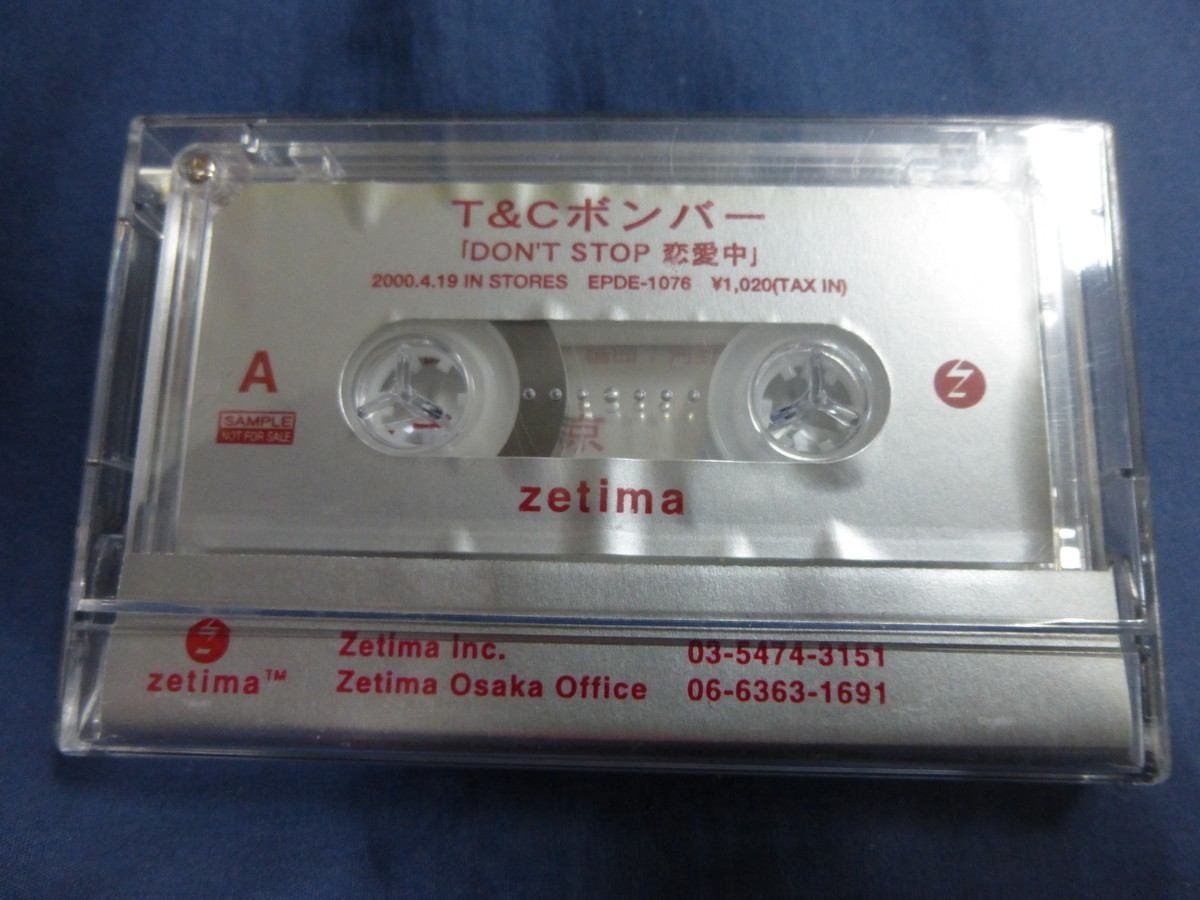 T&Cボンバー
「DON'T STOP 恋愛中」
2000.4.19 IN STORES EPDE-1076 ¥1,020(TAX IN)
A
SAMPLE
NOT FOR SALE
京
zetima
Zetima Inc. 03-5474-3151
zetima™ Zetima Osaka Office 06-6363-1691